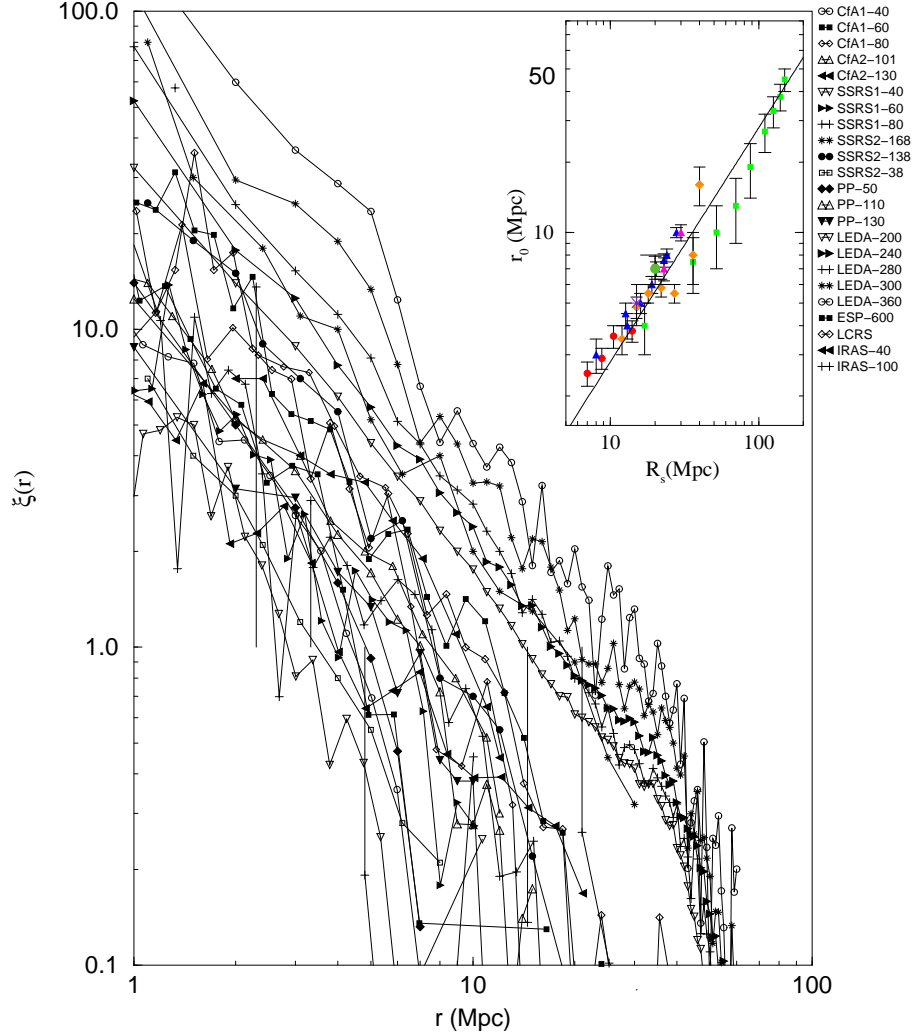 100.0
10.0
1.0
0.1
ξ(r)
1
10
100
r (Mpc)
50
10
r₀ (Mpc)
10
100
Rₛ(Mpc)
CfA1−40
CfA1−60
CfA1−80
CfA2−101
CfA2−130
SSRS1−40
SSRS1−60
SSRS1−80
SSRS2−168
SSRS2−138
SSRS2−38
PP−50
PP−110
PP−130
LEDA−200
LEDA−240
LEDA−280
LEDA−300
LEDA−360
ESP−600
LCRS
IRAS−40
IRAS−100